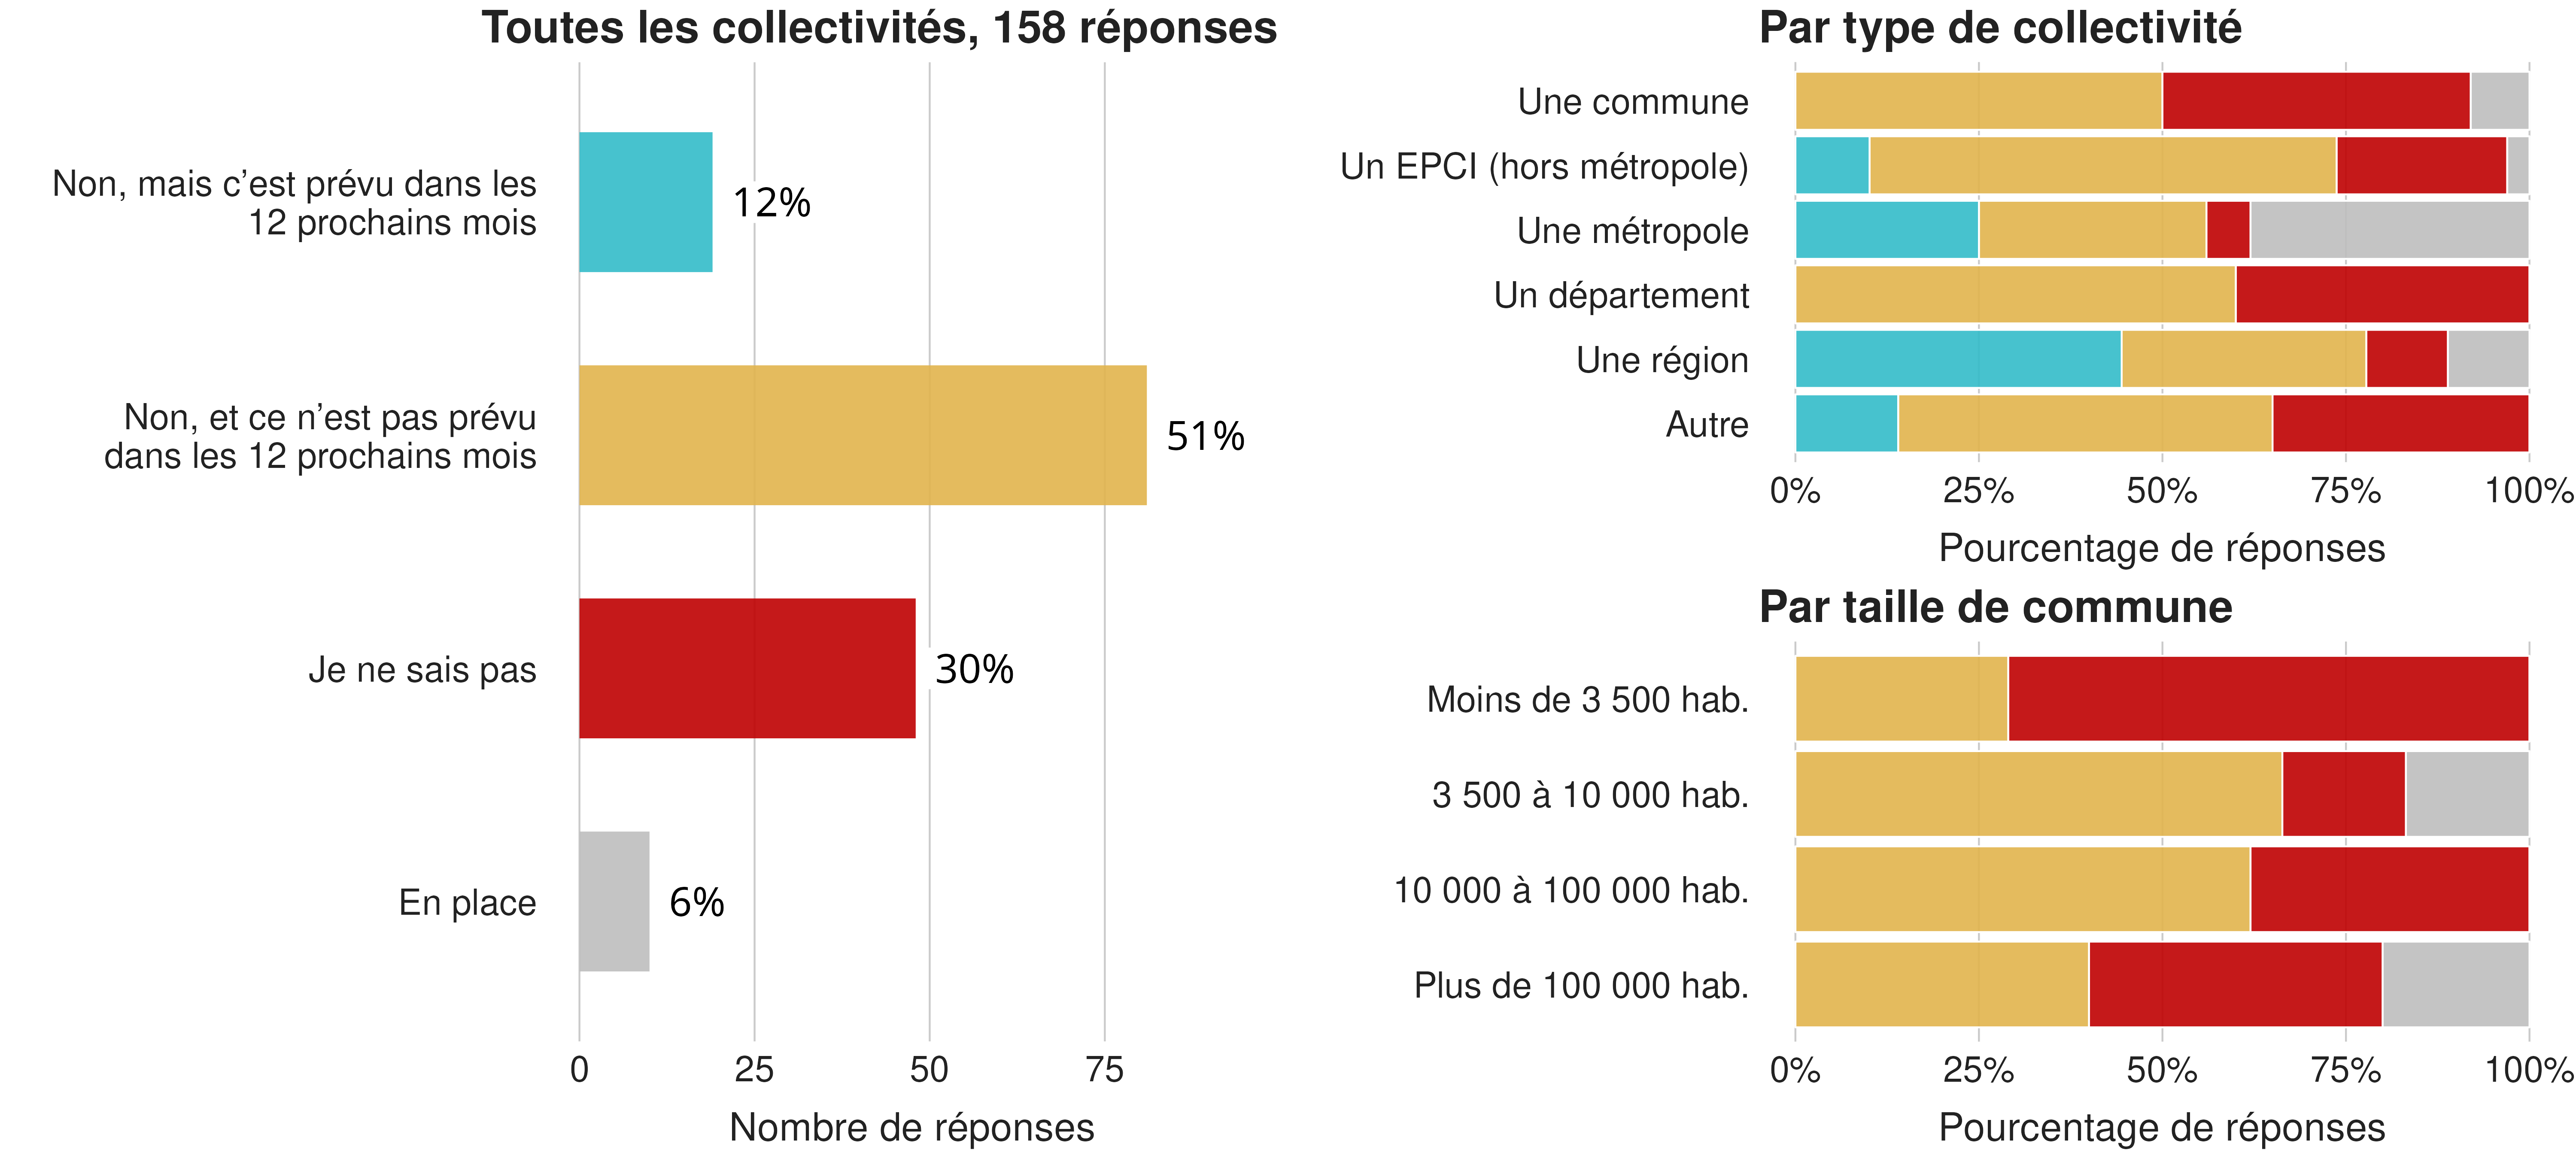 Toutes les collectivités, 158 réponses
Non, mais c’est prévu dans les
12 prochains mois
12%
Non, et ce n’est pas prévu
dans les 12 prochains mois
51%
Je ne sais pas
30%
En place
6%
0 25 50 75
Nombre de réponses
Par type de collectivité
Une commune
Un EPCI (hors métropole)
Une métropole
Un département
Une région
Autre
0% 25% 50% 75% 100%
Pourcentage de réponses
Par taille de commune
Moins de 3 500 hab.
3 500 à 10 000 hab.
10 000 à 100 000 hab.
Plus de 100 000 hab.
0% 25% 50% 75% 100%
Pourcentage de réponses